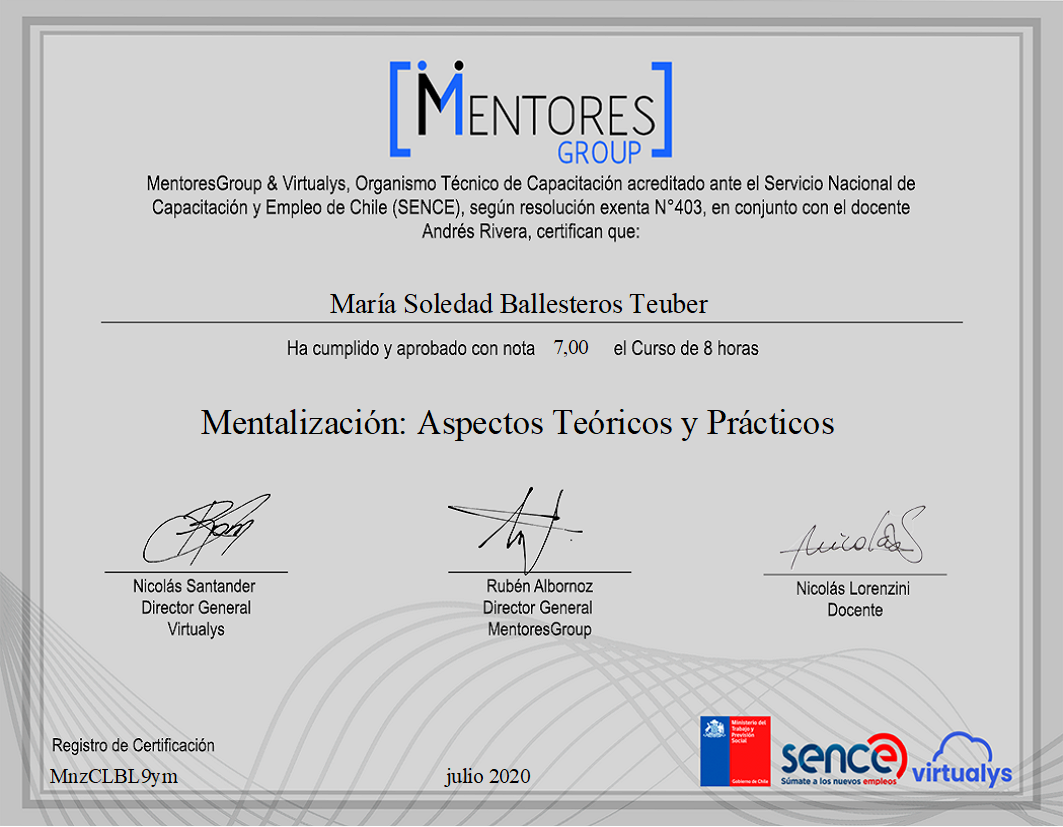 MENTORES
GROUP
MentoresGroup & Virtualys, Organismo Técnico de Capacitación acreditado ante el Servicio Nacional de
Capacitación y Empleo de Chile (SENCE), según resolución exenta N°403, en conjunto con el docente
Andrés Rivera, certifican que:
María Soledad Ballesteros Teuber
Ha cumplido y aprobado con nota 7,00 el Curso de 8 horas
Mentalización: Aspectos Teóricos y Prácticos
Nicolás Santander
Director General
Virtualys
Rubén Albornoz
Director General
MentoresGroup
Nicolás Lorenzini
Docente
Registro de Certificación
MnzCLBL9ym
julio 2020
Ministerio del
Trabajo y
Previsión
Social
Gobierno de Chile
sence
Súmate a los nuevos empleos
virtualys